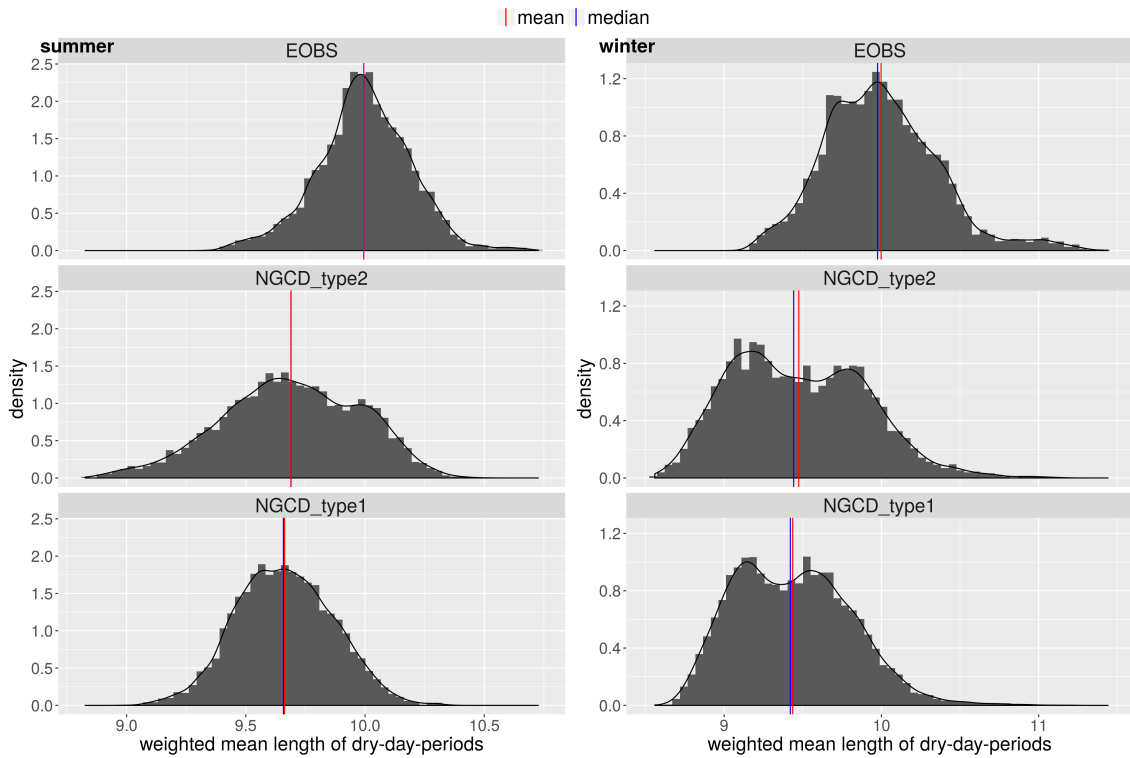 mean median
summer
EOBS
2.5
2.0
1.5
1.0
0.5
0.0
NGCD_type2
2.5
2.0
1.5
1.0
0.5
0.0
density
NGCD_type1
2.5
2.0
1.5
1.0
0.5
0.0
9.0 9.5 10.0 10.5
weighted mean length of dry-day-periods
winter
EOBS
1.2
0.8
0.4
0.0
NGCD_type2
1.2
0.8
0.4
0.0
density
NGCD_type1
1.2
0.8
0.4
0.0
9 10 11
weighted mean length of dry-day-periods